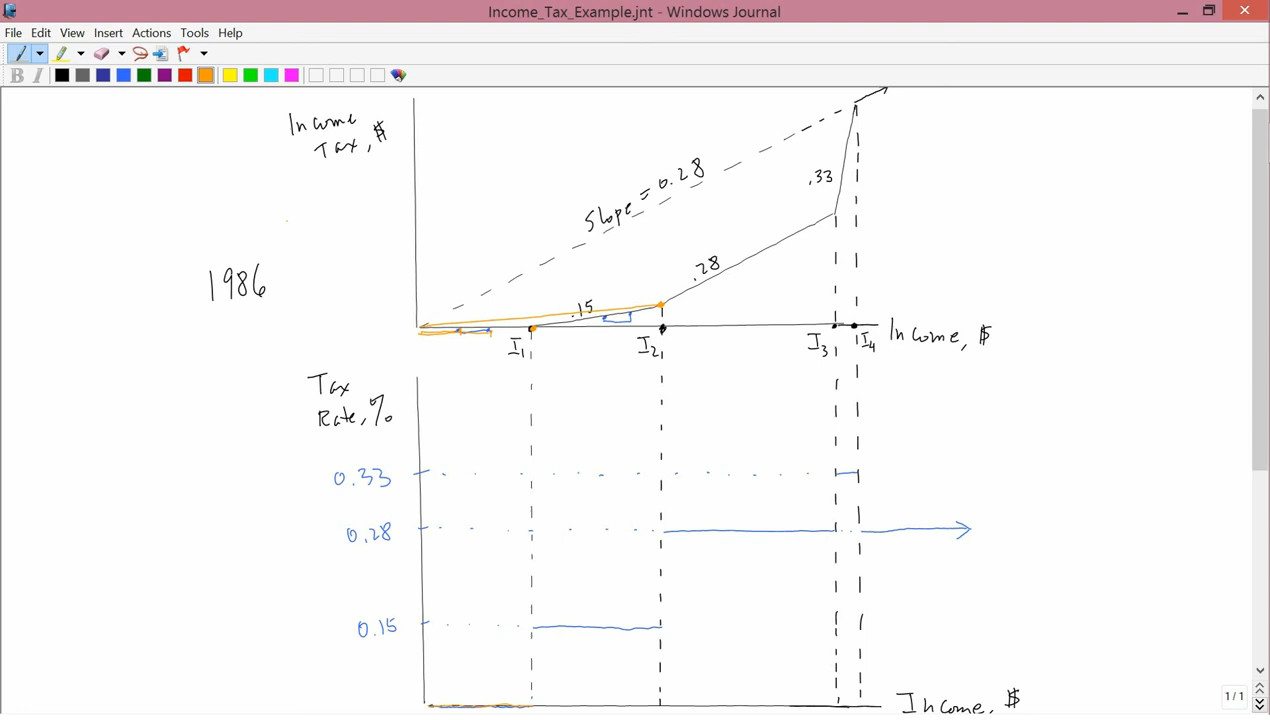 Income_Tax_Example.jnt - Windows Journal
File Edit View Insert Actions Tools Help
B I
Income
Tax, $
Slope = 0.28
.33
1986
.28
.15
I1 I2 I3 I4 Income, $
Tax
Rate, %
0.33
0.28
0.15
1 / 1
Income, $